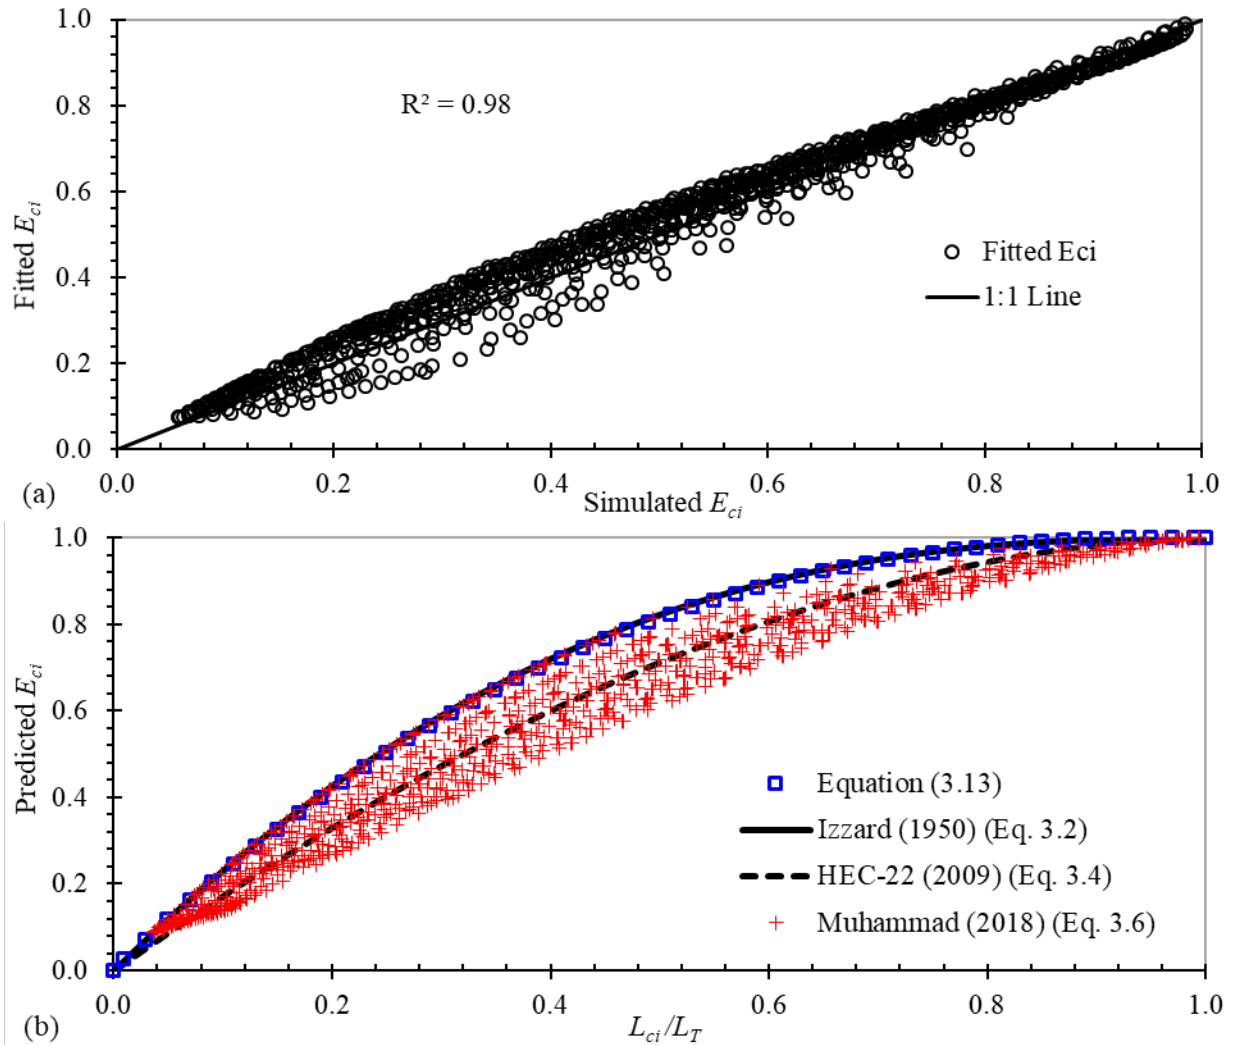 1.0
0.8
0.6
0.4
0.2
0.0
Fitted Eci
R² = 0.98
Fitted Eci
1:1 Line
0.0 0.2 0.4 0.6 0.8 1.0
(a)
Simulated Eci
1.0
0.8
0.6
0.4
0.2
0.0
Predicted Eci
Equation (3.13)
Izzard (1950) (Eq. 3.2)
HEC-22 (2009) (Eq. 3.4)
Muhammad (2018) (Eq. 3.6)
0.0 0.2 0.4 0.6 0.8 1.0
(b)
Lci/LT